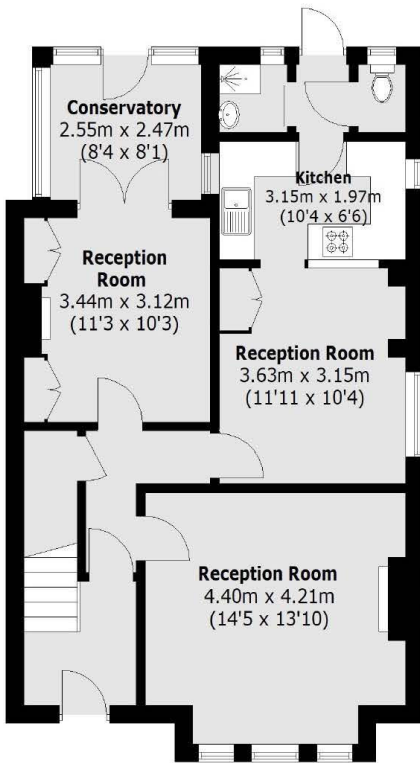 Conservatory
2.55m x 2.47m
(8'4 x 8'1)
Kitchen
3.15m x 1.97m
(10'4 x 6'6)
Reception
Room
3.44m x 3.12m
(11'3 x 10'3)
Reception Room
3.63m x 3.15m
(11'11 x 10'4)
Reception Room
4.40m x 4.21m
(14'5 x 13'10)